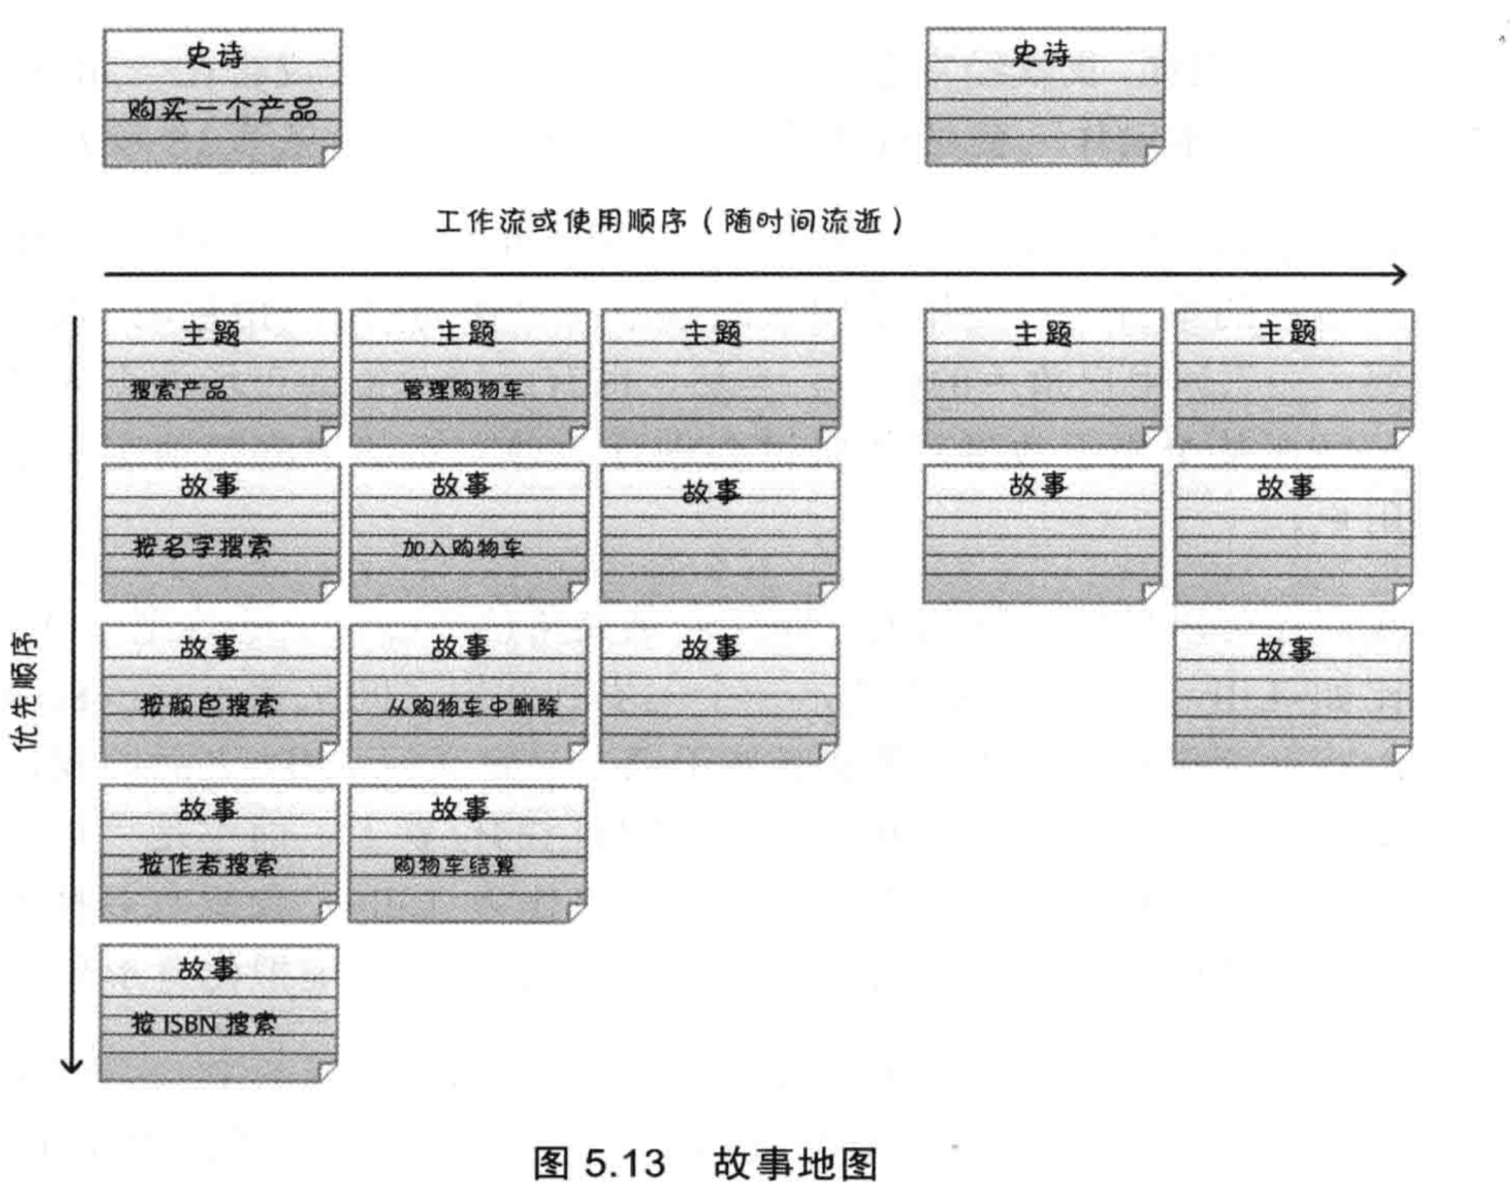 史诗
购买一个产品
史诗
工作流或使用顺序（随时间流逝）
优先顺序
主题
搜索产品
主题
管理购物车
主题
主题
主题
故事
按名字搜索
故事
加入购物车
故事
故事
故事
故事
按颜色搜索
故事
从购物车中删除
故事
故事
故事
按作者搜索
故事
购物车结算
故事
按 ISBN 搜索
图 5.13 故事地图